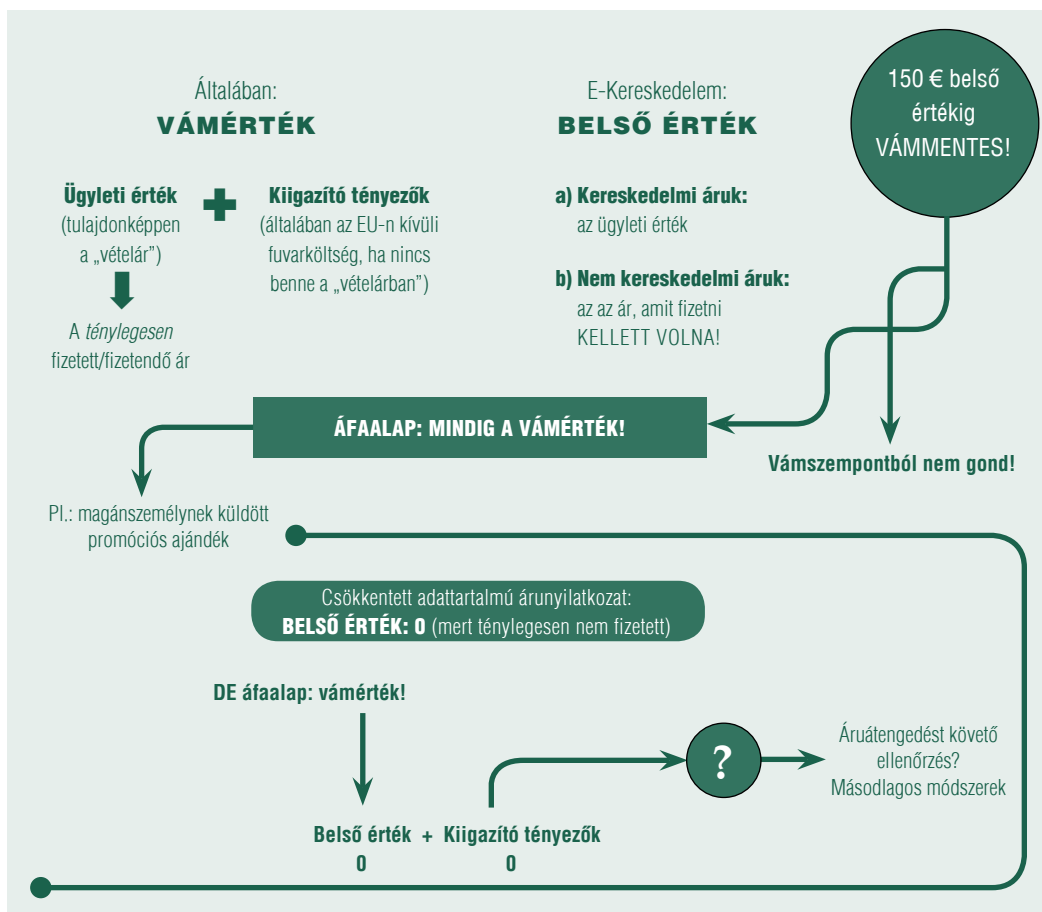 Általában:
VÁMÉRTÉK
Ügyleti érték
(tulajdonképpen
a „vételár”)
A ténylegesen
fizetett/fizetendő ár
+
Kiigazító tényezők
(általában az EU-n kívüli
fuvarköltség, ha nincs
benne a „vételárban”)
E-Kereskedelem:
BELSŐ ÉRTÉK
a) Kereskedelmi áruk:
az ügyleti érték
b) Nem kereskedelmi áruk:
az az ár, amit fizetni
KELLETT VOLNA!
150 € belső
értékig
VÁMMENTES!
ÁFAALAP: MINDIG A VÁMÉRTÉK!
Vámszempontból nem gond!
Pl.: magánszemélynek küldött
promóciós ajándék
Csökkentett adattartalmú árunyilatkozat:
BELSŐ ÉRTÉK: 0 (mert ténylegesen nem fizetett)
DE áfaalap: vámérték!
Belső érték + Kiigazító tényezők
0 0
?
Áruátengedést követő
ellenőrzés?
Másodlagos módszerek